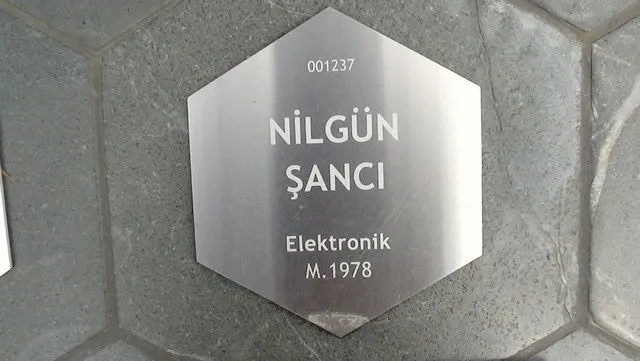 001237
NİLGÜN
ŞANCI
Elektronik
M.1978